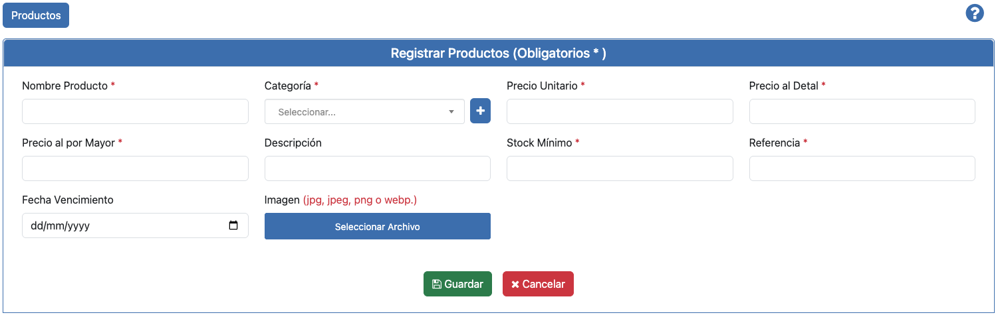 Productos
Registrar Productos (Obligatorios * )
Nombre Producto *
Categoría *
Precio Unitario *
Precio al Detal *
Seleccionar...
Precio al por Mayor *
Descripción
Stock Mínimo *
Referencia *
Fecha Vencimiento
Imagen (jpg, jpeg, png o webp.)
dd/mm/yyyy
Seleccionar Archivo
Guardar
Cancelar